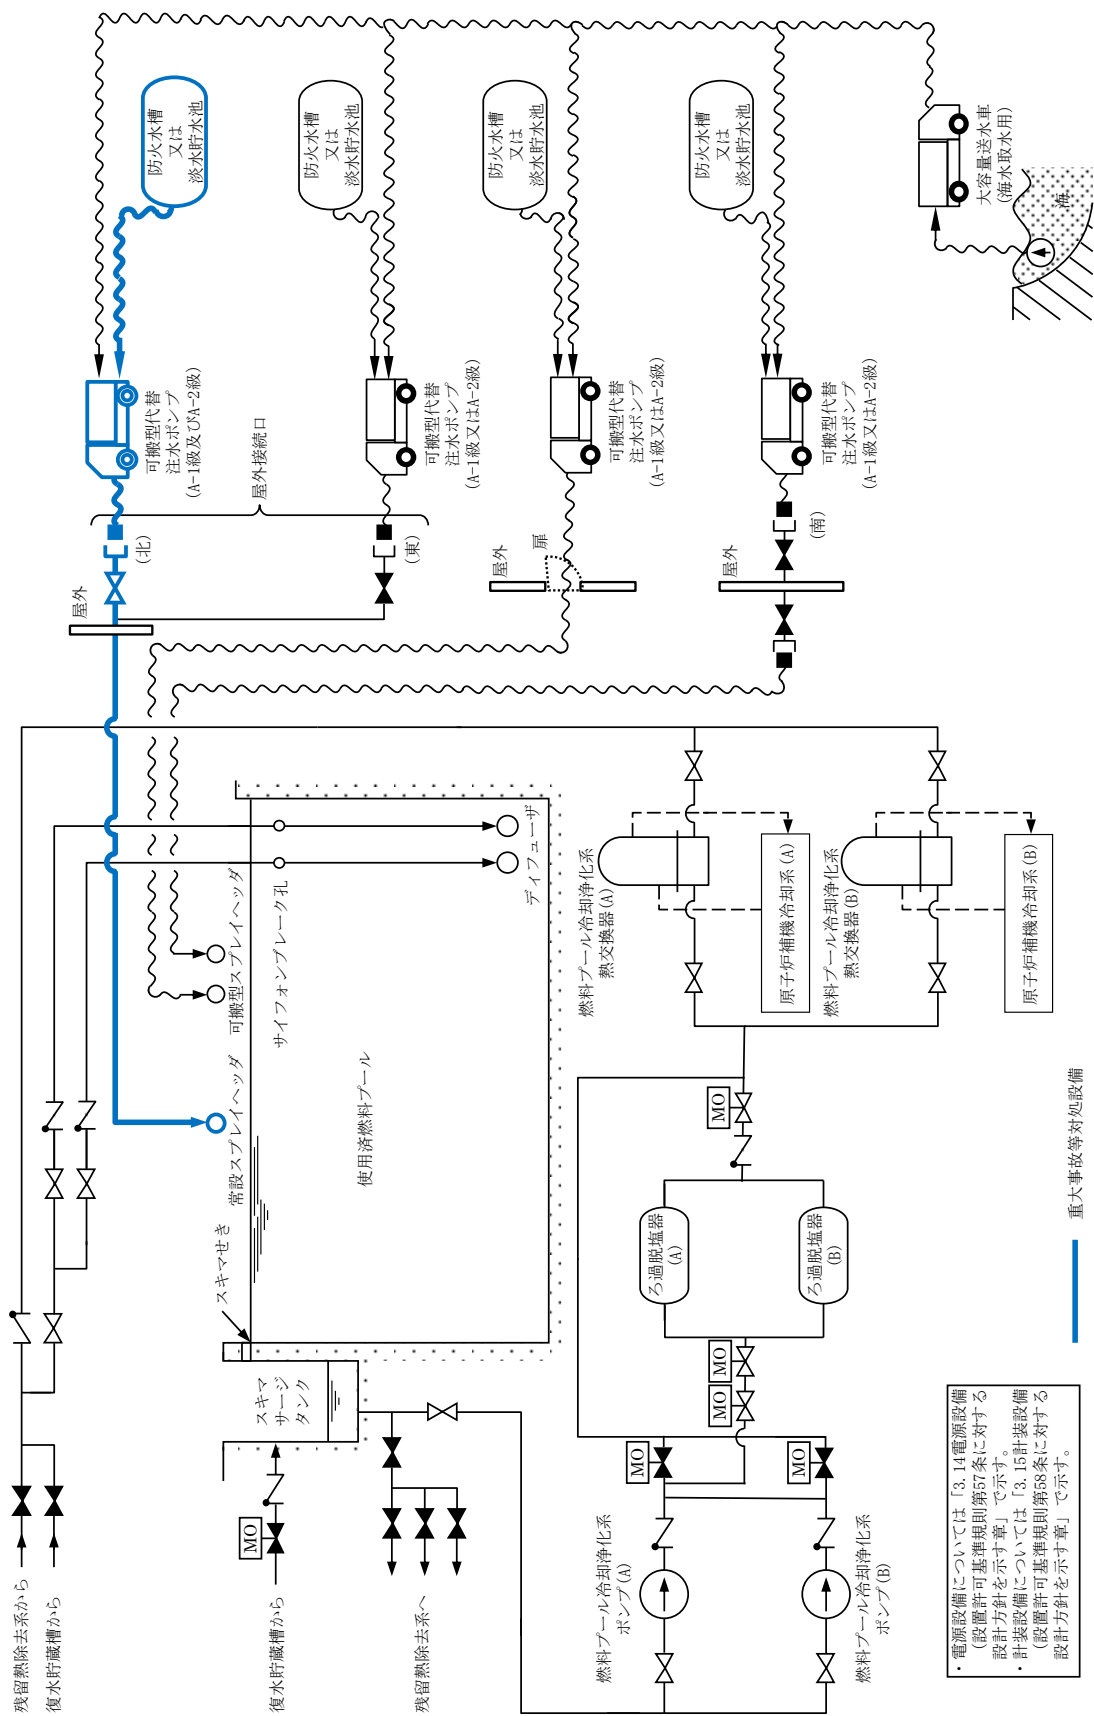 防火水槽
又は
淡水貯水池
防火水槽
又は
淡水貯水池
防火水槽
又は
淡水貯水池
防火水槽
又は
淡水貯水池
大容量送水車
(海水取水用)
海
可搬型代替
注水ポンプ
(A-1級及びA-2級)
可搬型代替
注水ポンプ
(A-1級又はA-2級)
可搬型代替
注水ポンプ
(A-1級又はA-2級)
可搬型代替
注水ポンプ
(A-1級又はA-2級)
屋外接続口
(北)
(東)
(南)
屋外
屋外
扉
屋外
残留熱除去系から
復水貯蔵槽から
復水貯蔵槽から
残留熱除去系へ
MO
スキマ
サージ
タンク
スキマせき
常設スプレイヘッダ
可搬型スプレイヘッダ
サイフォンブレーク孔
使用済燃料プール
ディフューザ
燃料プール冷却浄化系
熱交換器(A)
原子炉補機冷却系(A)
燃料プール冷却浄化系
熱交換器(B)
原子炉補機冷却系(B)
MO
ろ過脱塩器
(A)
ろ過脱塩器
(B)
MO
MO
MO
MO
燃料プール冷却浄化系
ポンプ(A)
燃料プール冷却浄化系
ポンプ(B)
重大事故等対処設備
・電源設備については「3.14電源設備
(設置許可基準規則第57条に対する
設計方針を示す章」で示す。
・計装設備については「3.15計装設備
(設置許可基準規則第58条に対する
設計方針を示す章」で示す。